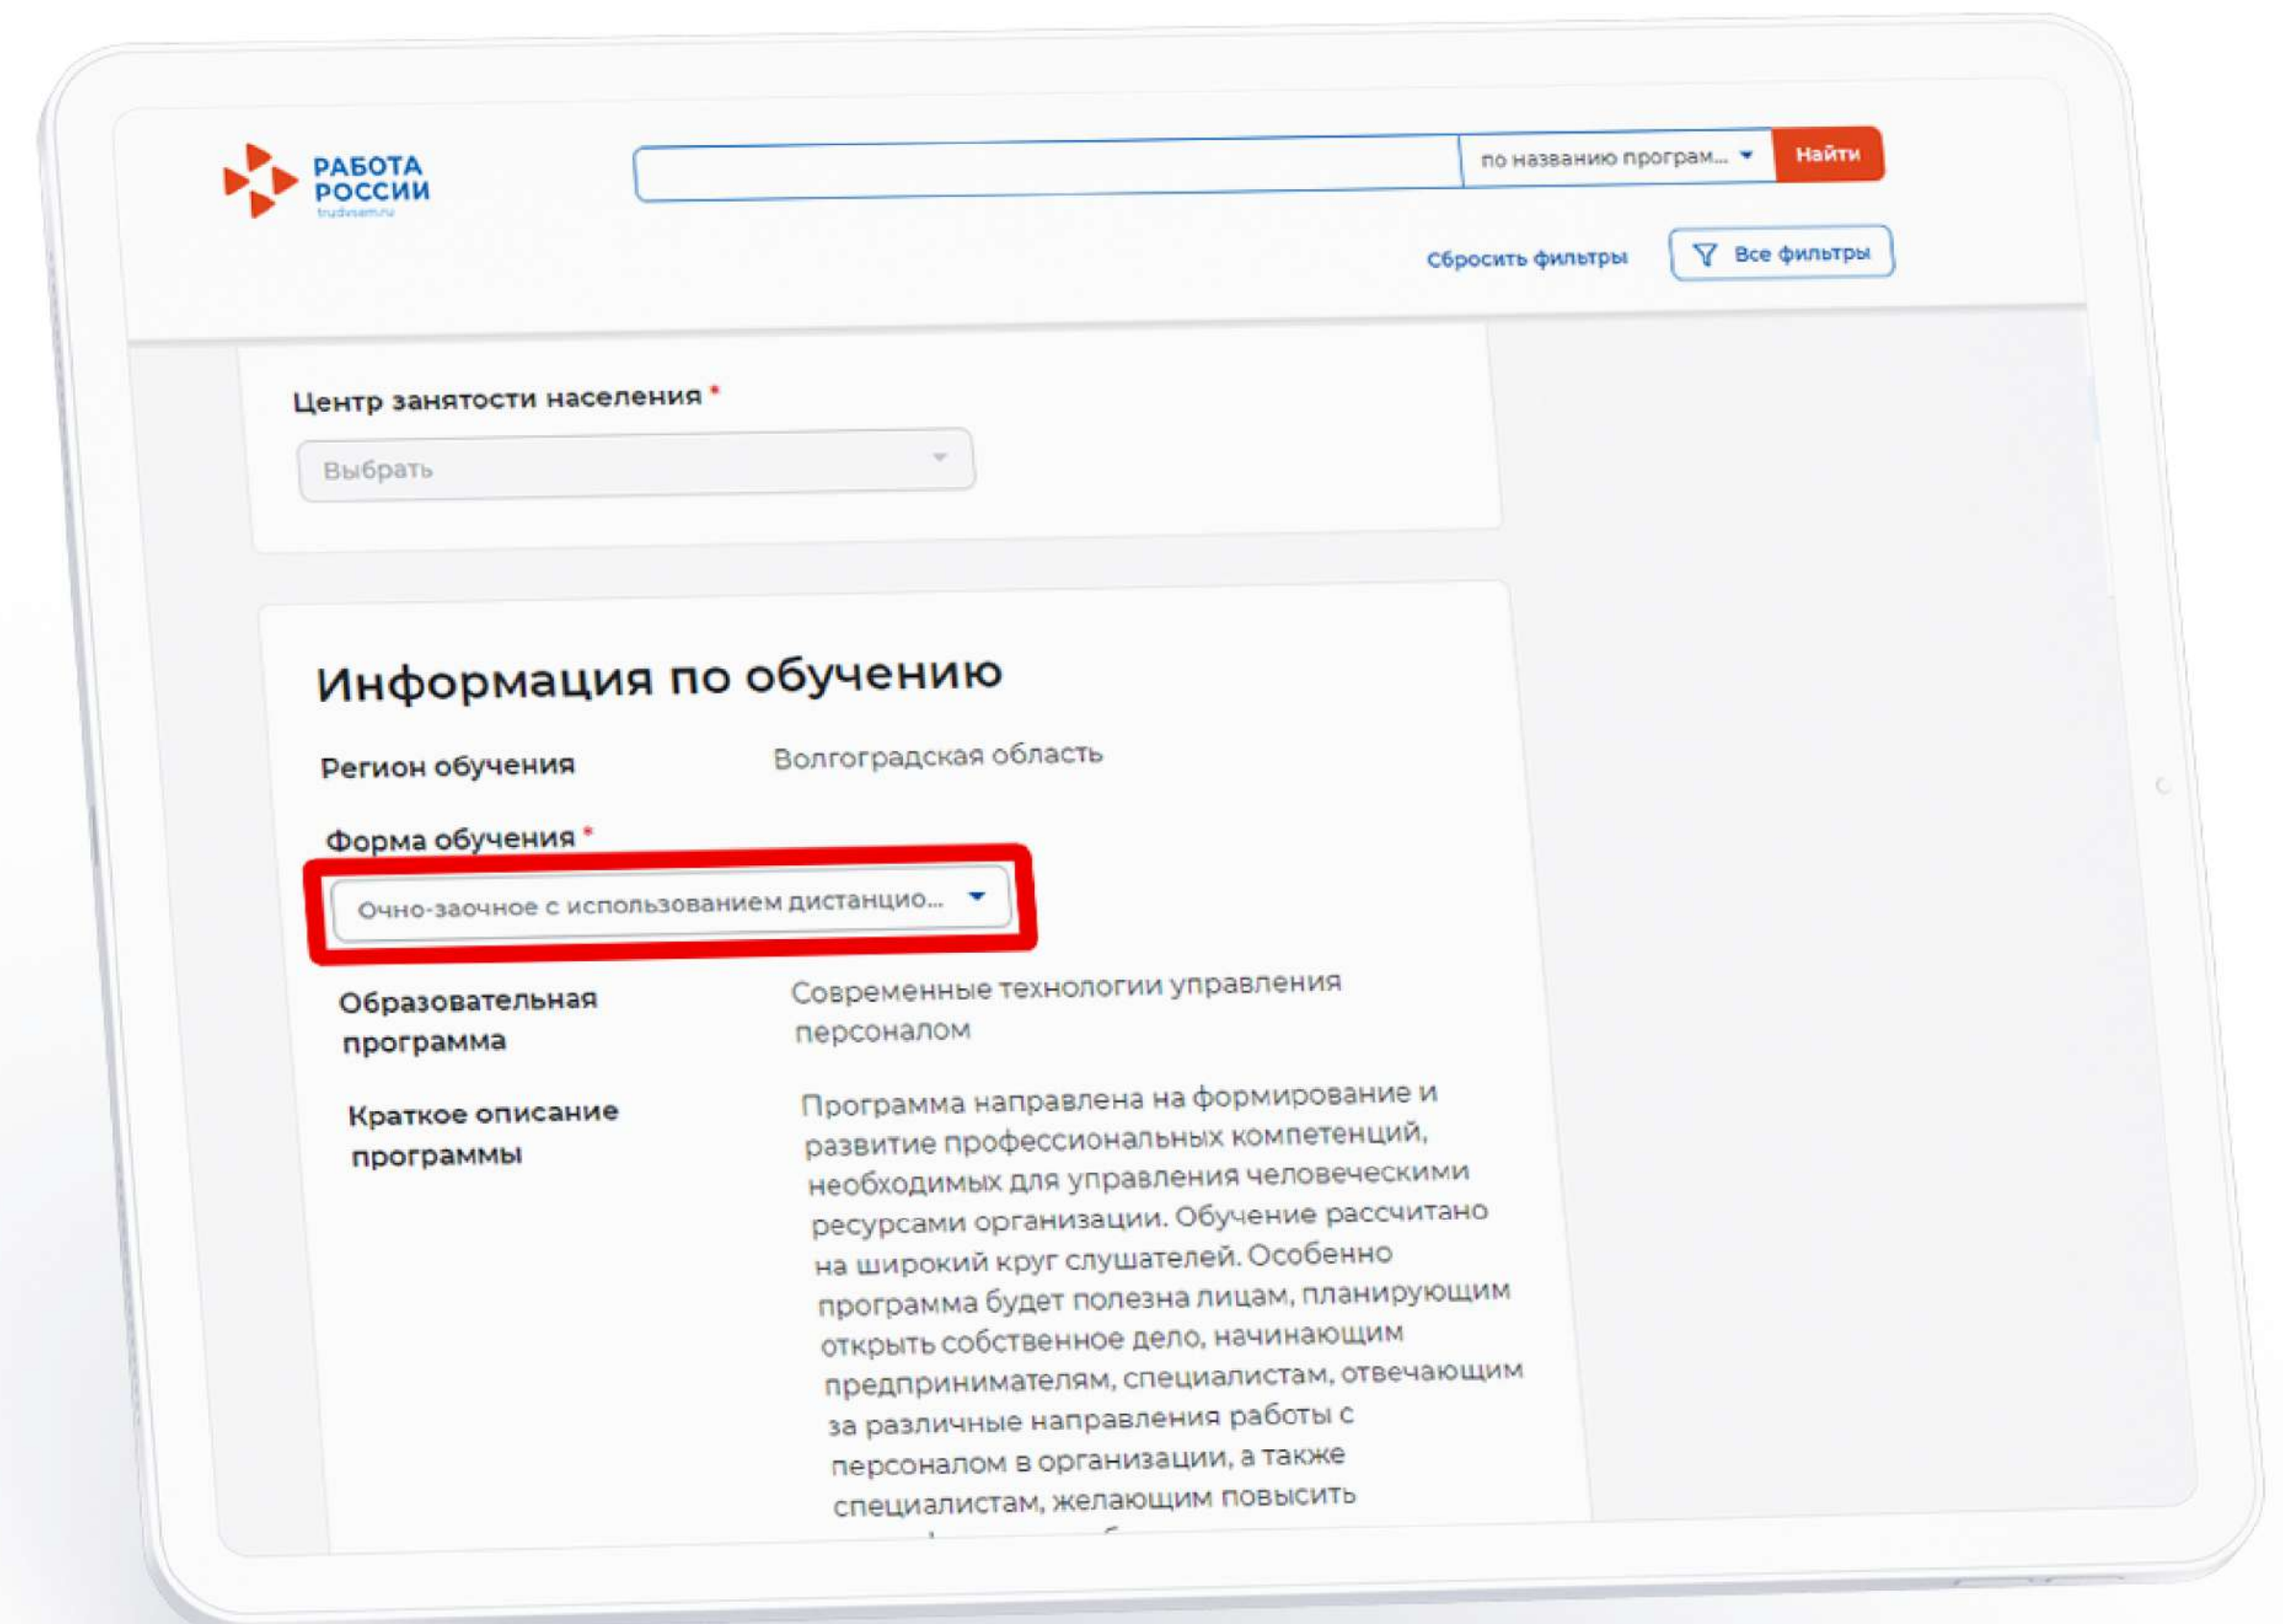 РАБОТА
РОССИИ
trudvsem.ru
по названию програм...
Найти
Сбросить фильтры
Все фильтры
Центр занятости населения *
Выбрать
Информация по обучению
Регион обучения
Волгоградская область
Форма обучения *
Очно-заочное с использованием дистанцио...
Образовательная
программа
Современные технологии управления
персоналом
Краткое описание
программы
Программа направлена на формирование и
развитие профессиональных компетенций,
необходимых для управления человеческими
ресурсами организации. Обучение рассчитано
на широкий круг слушателей. Особенно
программа будет полезна лицам, планирующим
открыть собственное дело, начинающим
предпринимателям, специалистам, отвечающим
за различные направления работы с
персоналом в организации, а также
специалистам, желающим повысить